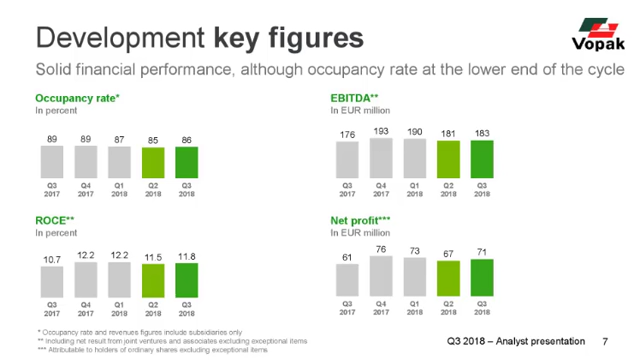 Development key figures
Vopak
Solid financial performance, although occupancy rate at the lower end of the cycle
Occupancy rate*
In percent
89 89 87 85 86
Q3 Q4 Q1 Q2 Q3
2017 2017 2018 2018 2018
EBITDA**
In EUR million
176 193 190 181 183
Q3 Q4 Q1 Q2 Q3
2017 2017 2018 2018 2018
ROCE**
In percent
10.7 12.2 12.2 11.5 11.8
Q3 Q4 Q1 Q2 Q3
2017 2017 2018 2018 2018
Net profit***
In EUR million
61 76 73 67 71
Q3 Q4 Q1 Q2 Q3
2017 2017 2018 2018 2018
* Occupancy rate and revenues figures include subsidiaries only
** Including net result from joint ventures and associates excluding exceptional items
*** Attributable to holders of ordinary shares excluding exceptional items
Q3 2018 – Analyst presentation 7